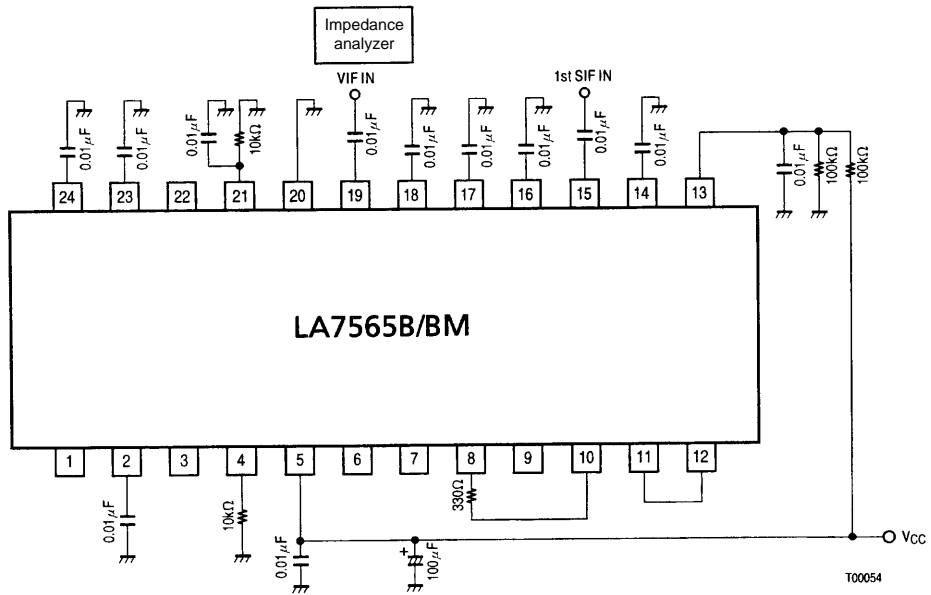 Impedance
analyzer
VIF IN
1st SIF IN
0.01μF
0.01μF
0.01μF
10kΩ
0.01μF
0.01μF
0.01μF
0.01μF
0.01μF
0.01μF
0.01μF
100kΩ
100kΩ
24 23 22 21 20 19 18 17 16 15 14 13
LA7565B/BM
1 2 3 4 5 6 7 8 9 10 11 12
0.01μF
10kΩ
0.01μF
+
100μF
330Ω
VCC
T00054